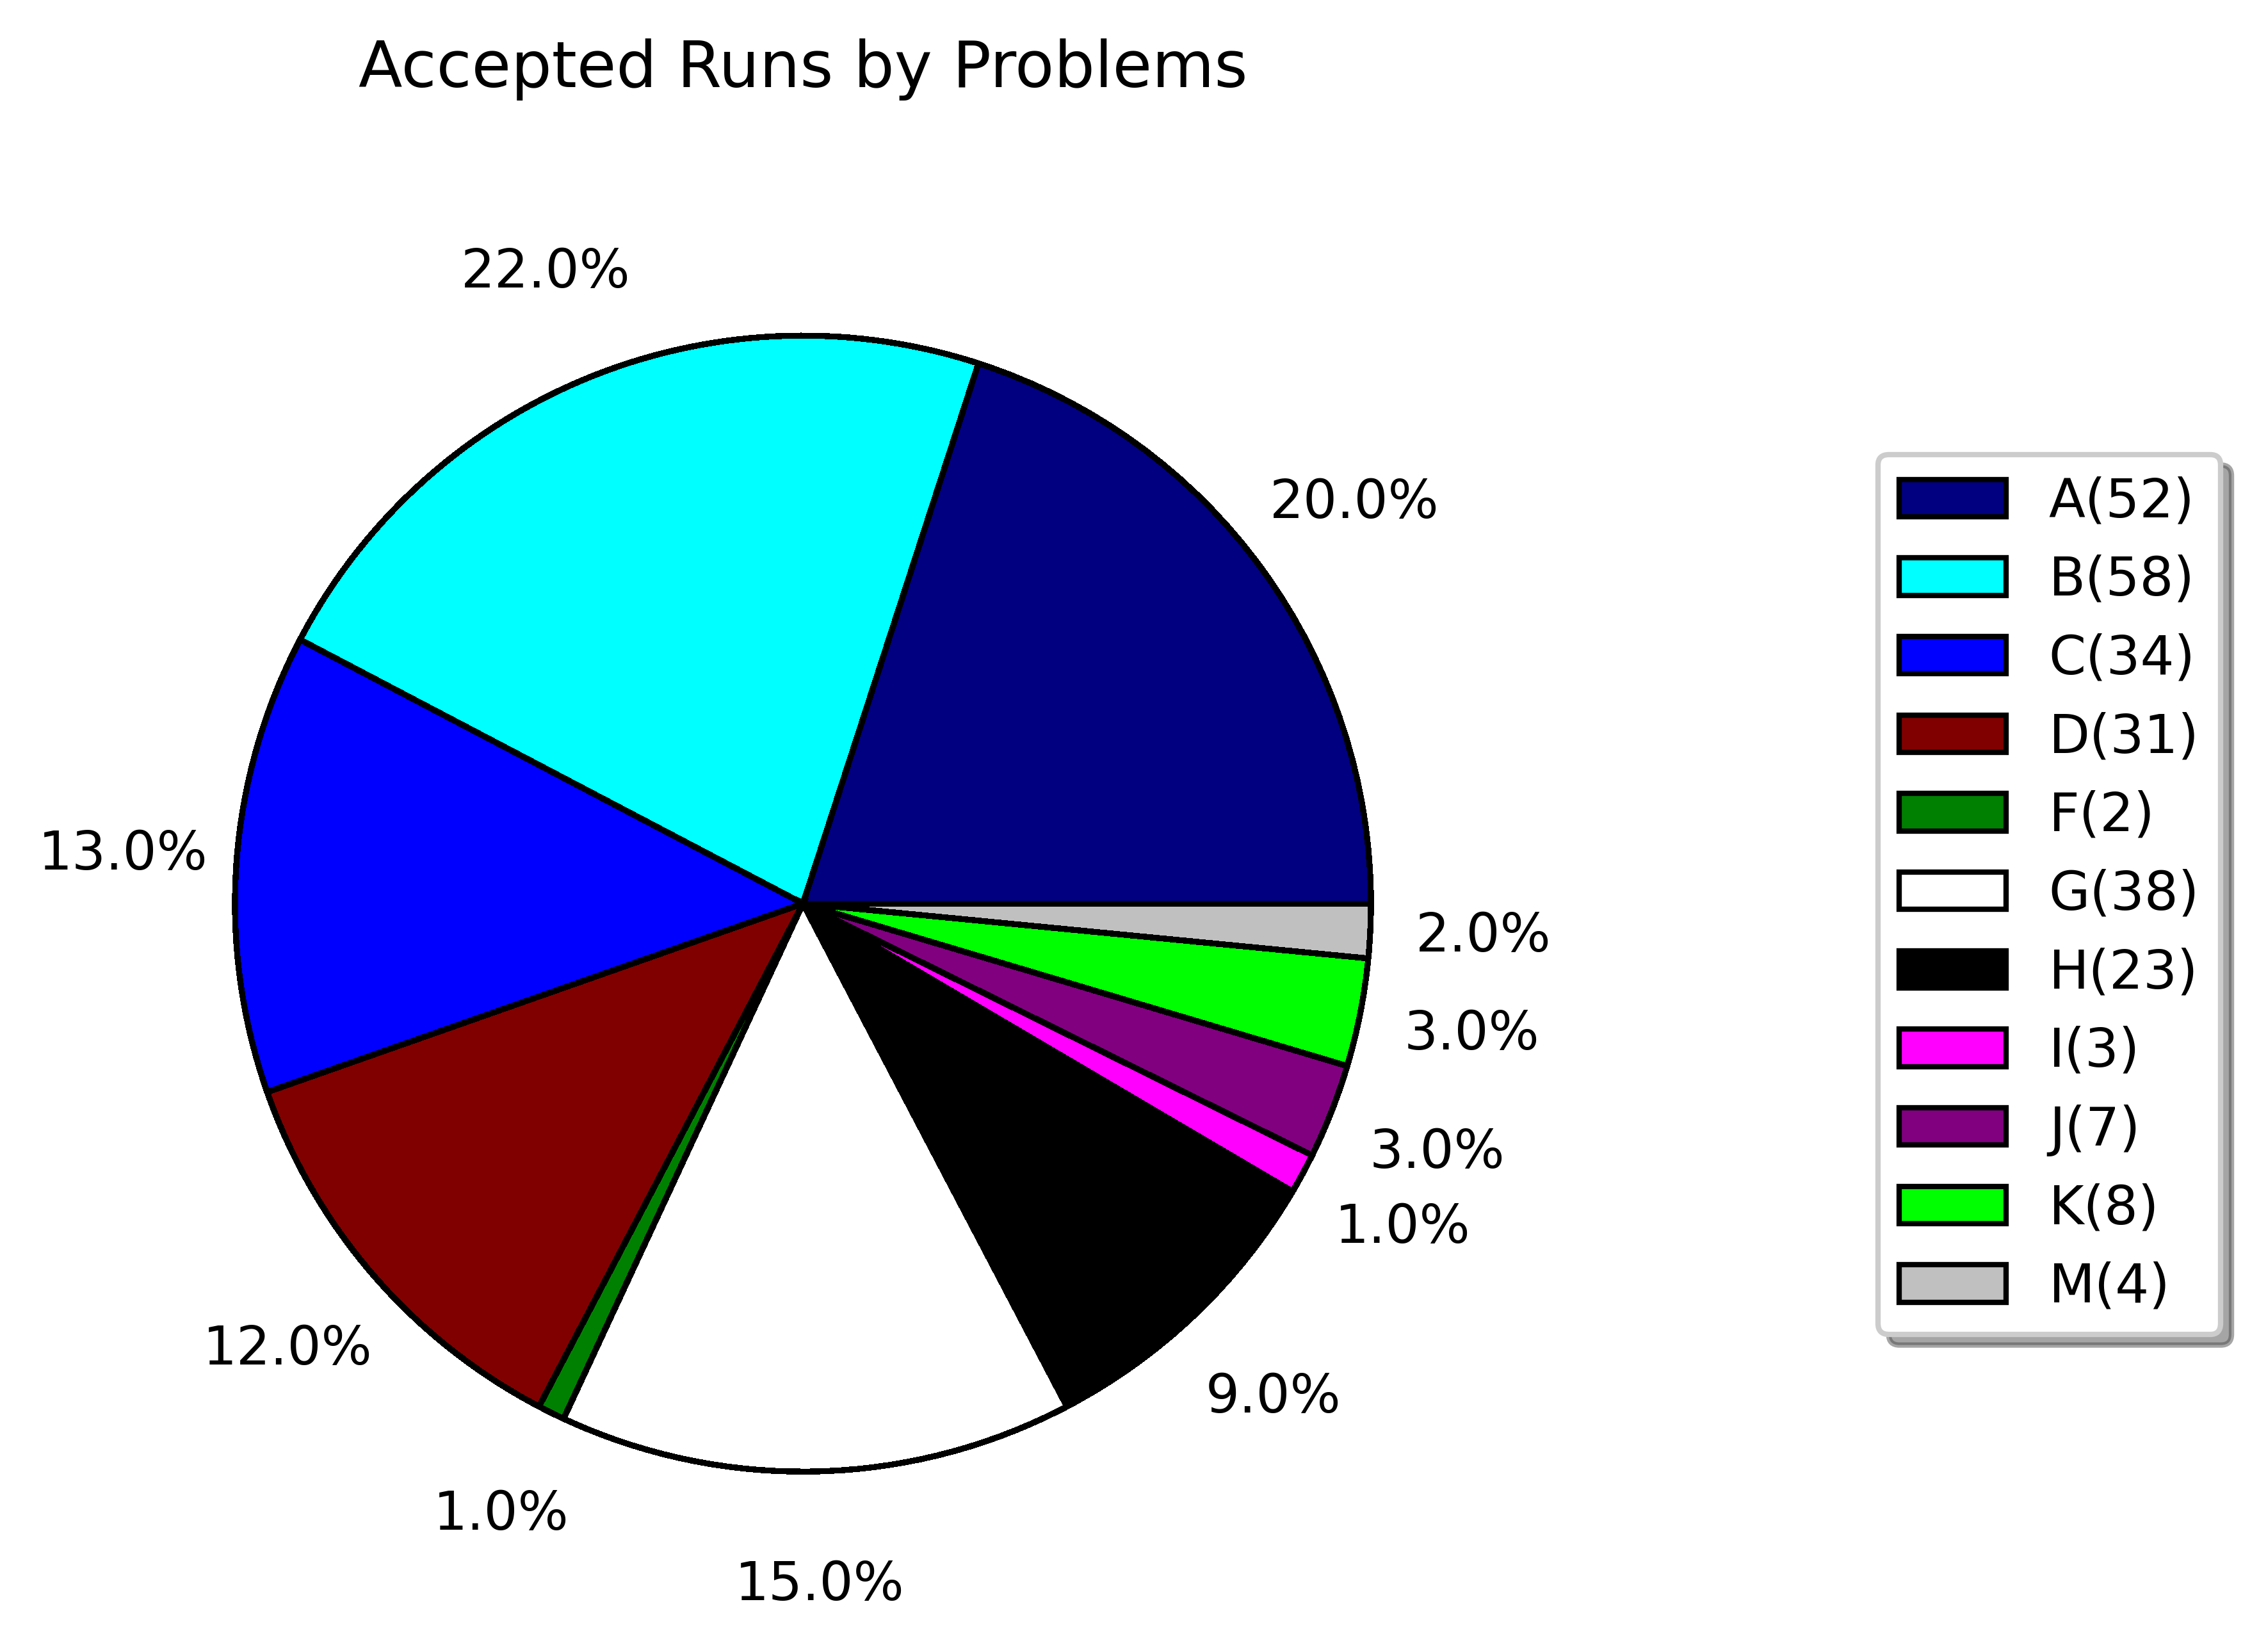 Accepted Runs by Problems
22.0%
20.0%
13.0%
2.0%
3.0%
3.0%
1.0%
12.0%
9.0%
1.0%
15.0%
A(52)
B(58)
C(34)
D(31)
F(2)
G(38)
H(23)
I(3)
J(7)
K(8)
M(4)